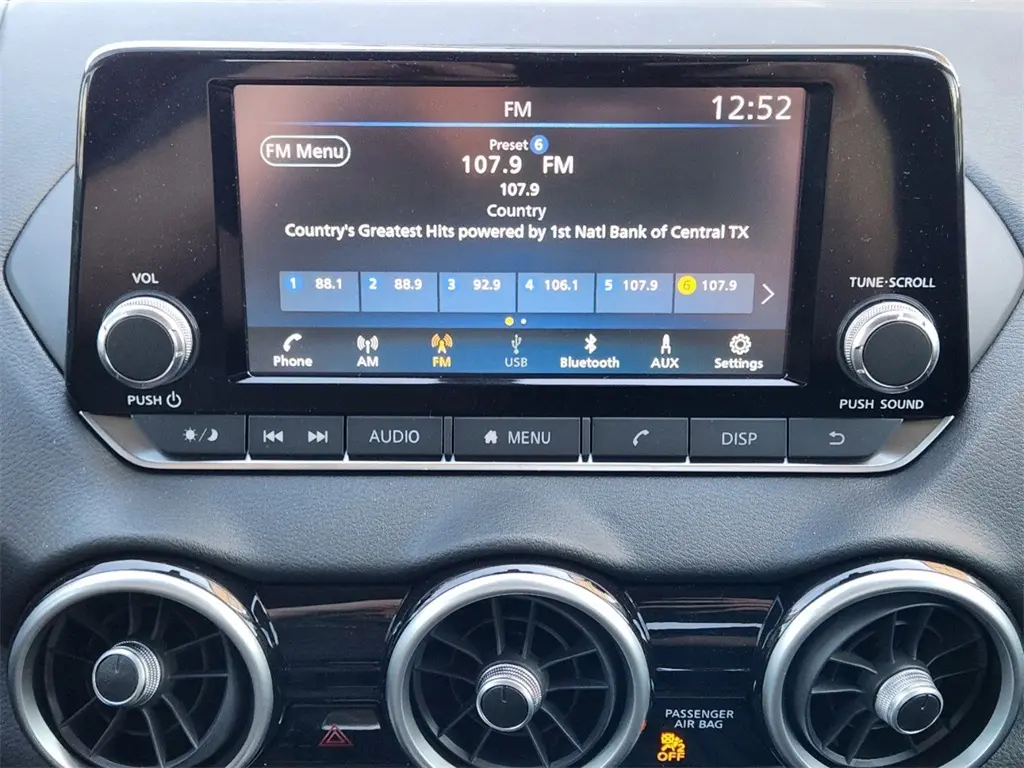 FM
12:52
FM Menu
Preset 6
107.9 FM
107.9
Country
Country's Greatest Hits powered by 1st Natl Bank of Central TX
1 88.1 2 88.9 3 92.9 4 106.1 5 107.9 6 107.9
Phone AM FM USB Bluetooth AUX Settings
VOL
PUSH
TUNE·SCROLL
PUSH SOUND
AUDIO MENU DISP
PASSENGER
AIR BAG
OFF